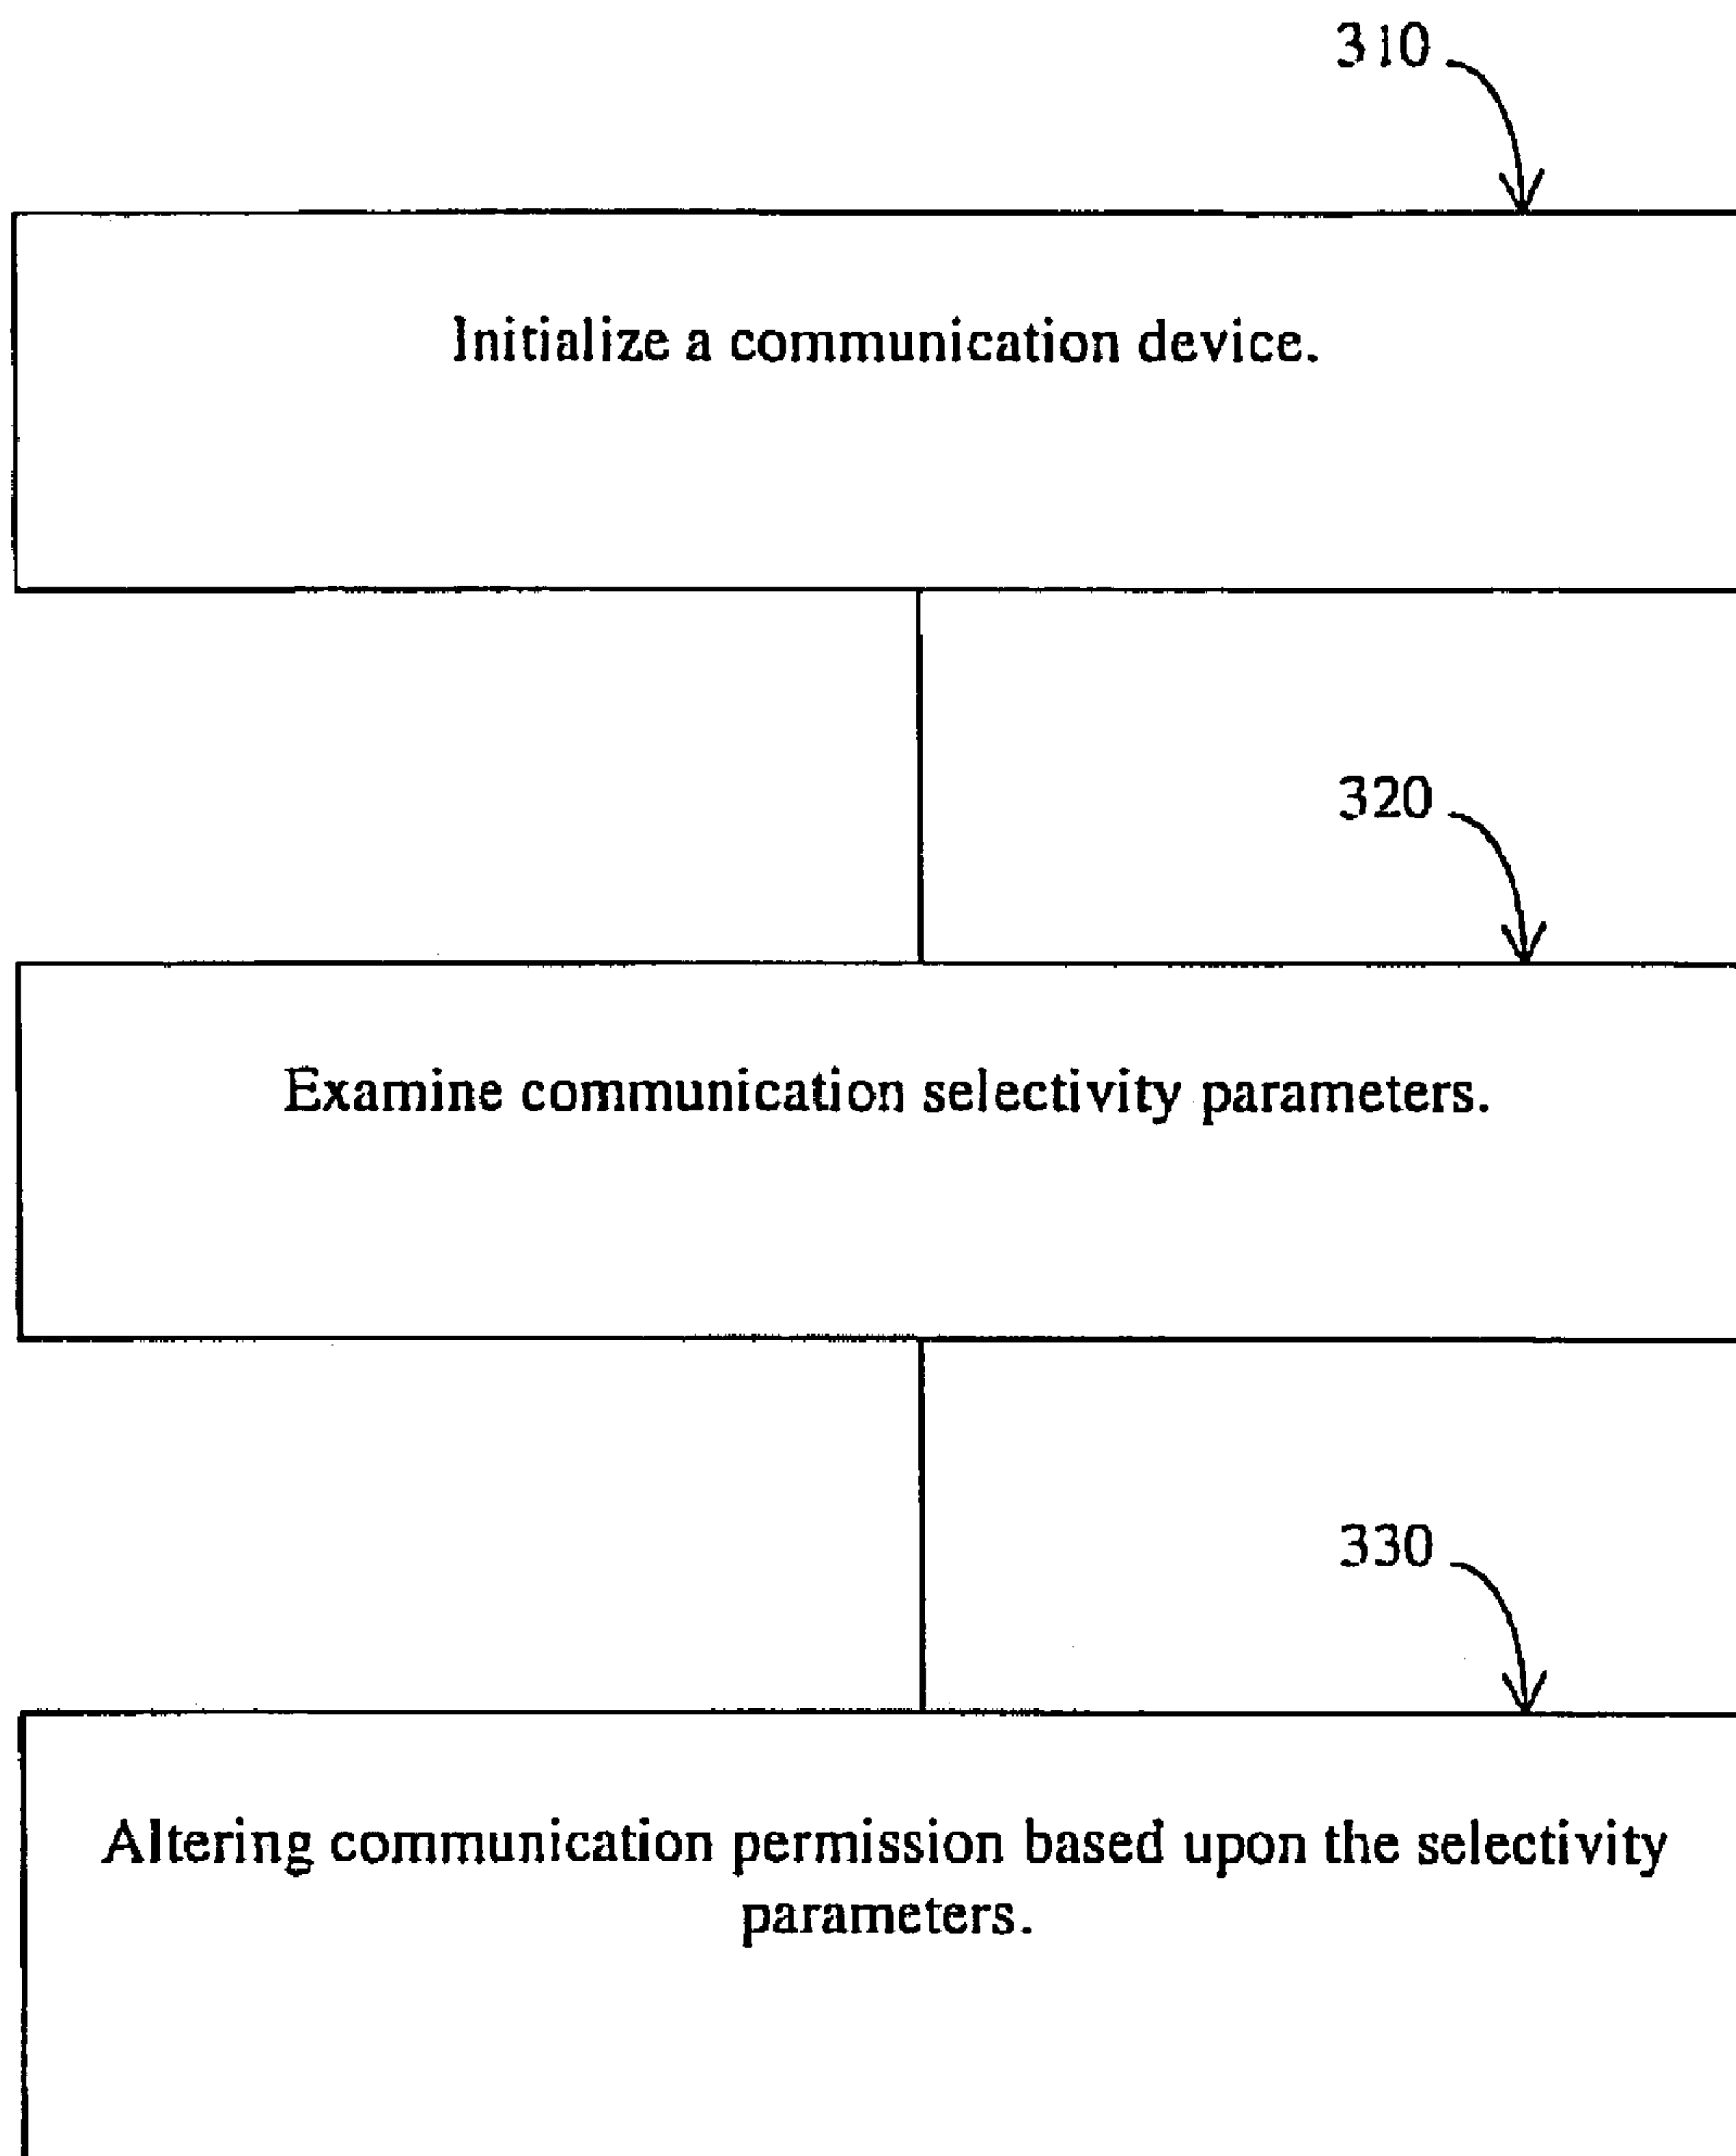 310
Initialize a communication device.
320
Examine communication selectivity parameters.
330
Altering communication permission based upon the selectivity
parameters.